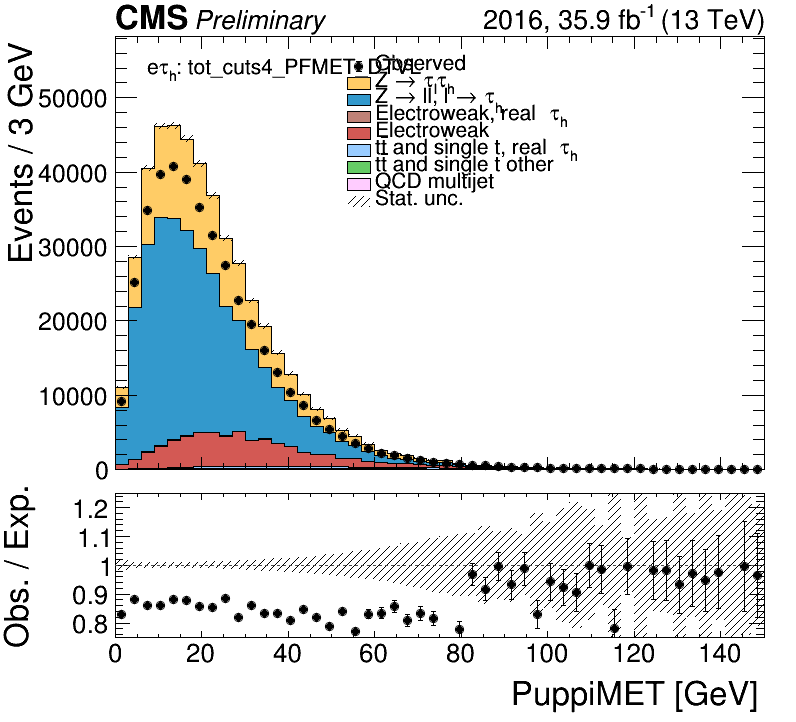 CMS Preliminary 2016, 35.9 fb⁻¹ (13 TeV)
Events / 3 GeV
eτₕ: tot_cuts4_PFMET_DTVL
Observed
Z → τₗτₕ
Z → ll, l → τₕ
Electroweak, real τₕ
Electroweak
tt̄ and single t, real τₕ
tt̄ and single t other
QCD multijet
Stat. unc.
50000
40000
30000
20000
10000
0
Obs. / Exp.
1.2
1.1
1
0.9
0.8
0 20 40 60 80 100 120 140
PuppiMET [GeV]